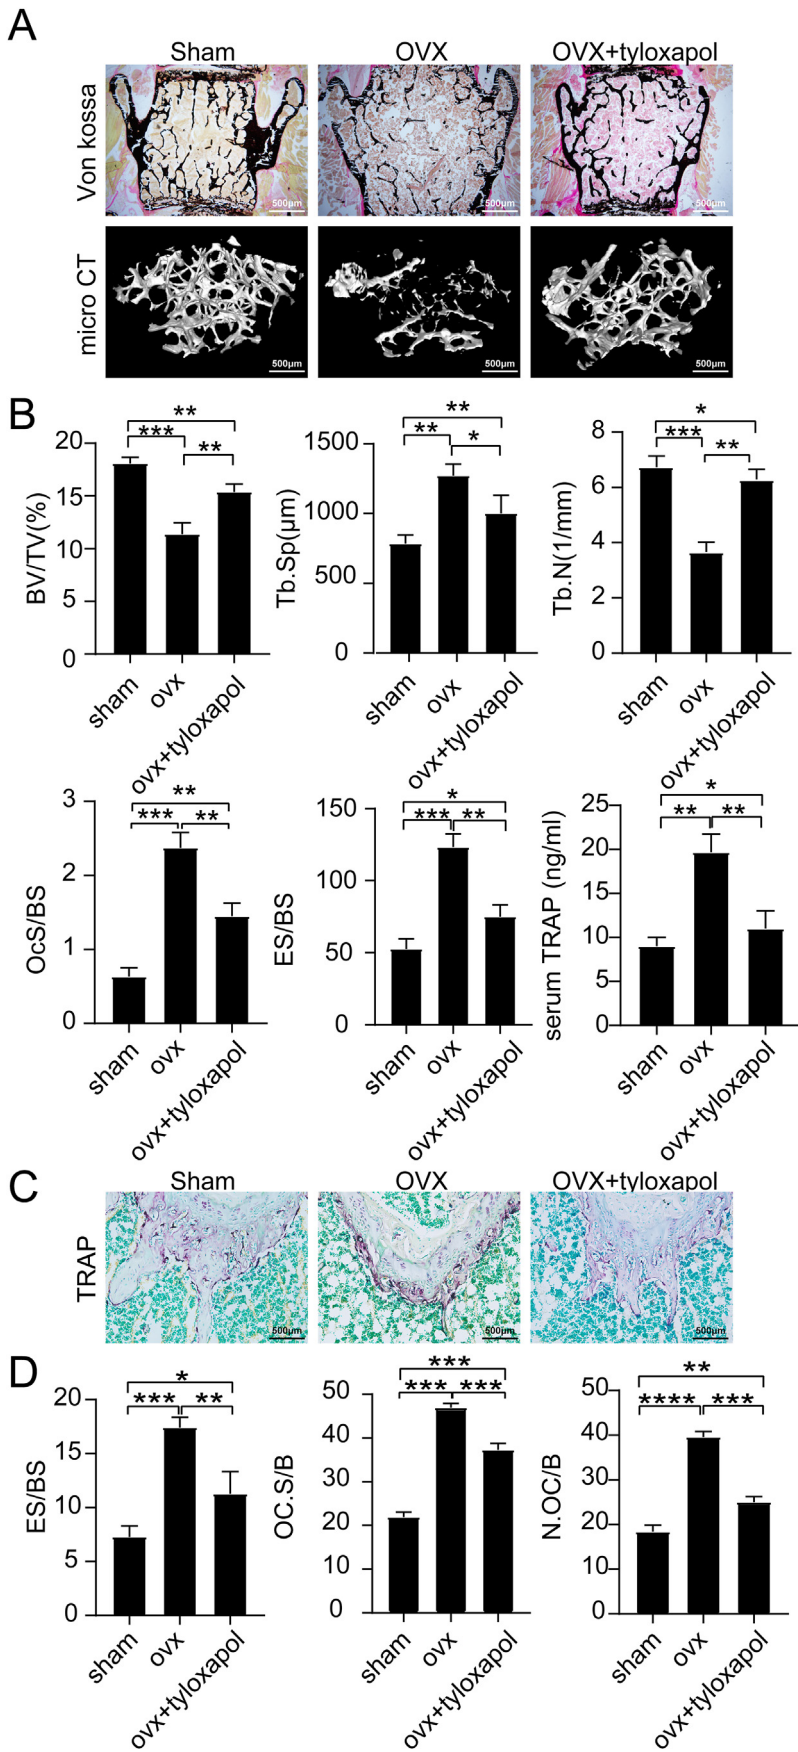 A
Sham OVX OVX+tyloxapol
Von kossa
500μm 500μm 500μm
micro CT
500μm 500μm 500μm
B
** ** *
*** ** ** * *** **
BV/TV(%)
20
15
10
5
0
sham ovx ovx+tyloxapol
Tb.Sp(μm)
1500
1000
500
0
sham ovx ovx+tyloxapol
Tb.N(1/mm)
8
6
4
2
0
sham ovx ovx+tyloxapol
** * *
*** ** *** ** ** **
OcS/BS
3
2
1
0
sham ovx ovx+tyloxapol
ES/BS
150
100
50
0
sham ovx ovx+tyloxapol
serum TRAP (ng/ml)
25
20
15
10
5
0
sham ovx ovx+tyloxapol
C
Sham OVX OVX+tyloxapol
TRAP
500μm 500μm 500μm
D
* *** **
*** ** *** *** **** ***
ES/BS
20
15
10
5
0
sham ovx ovx+tyloxapol
OC.S/B
50
40
30
20
10
0
sham ovx ovx+tyloxapol
N.OC/B
50
40
30
20
10
0
sham ovx ovx+tyloxapol